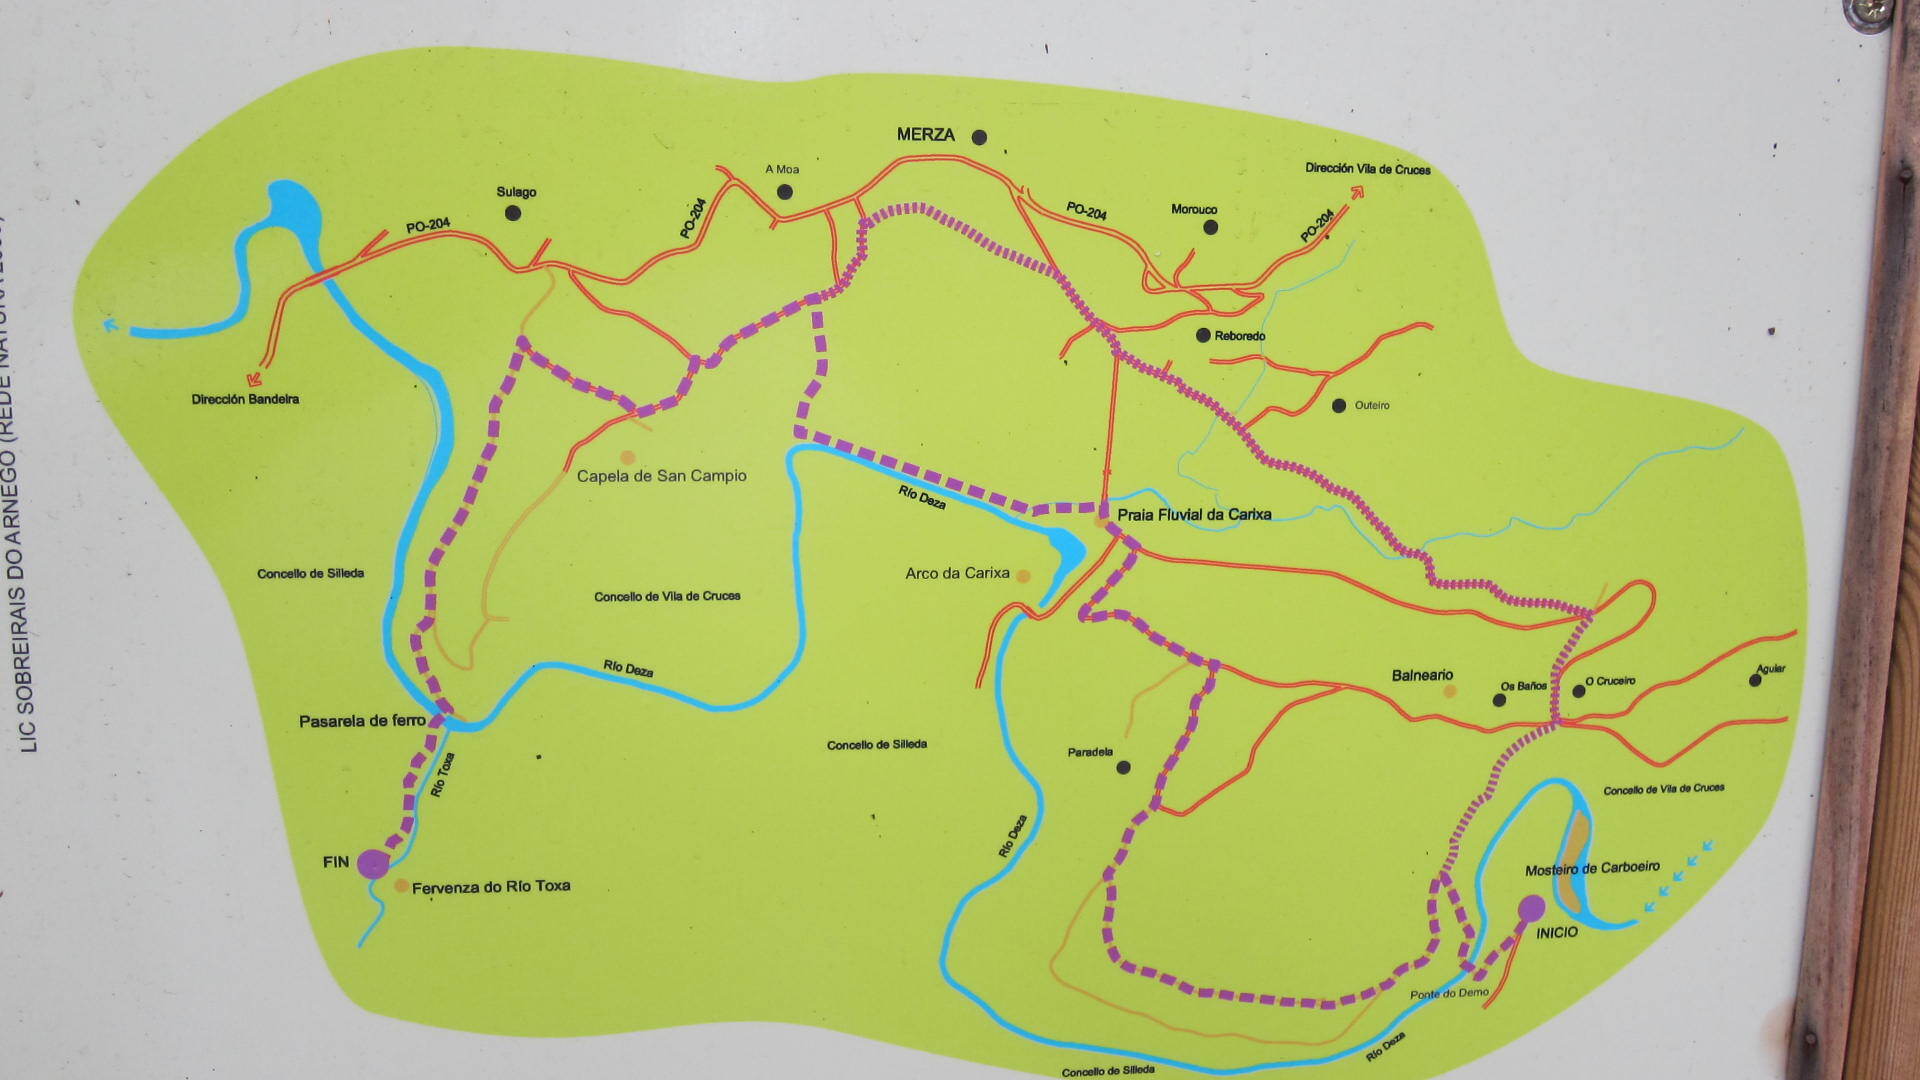 MERZA
A Moa
Dirección Vila de Cruces
Sulago
PO-204
PO-204
PO-204
Morouco
PO-204
Reboredo
Dirección Bandeira
Outeiro
Capela de San Campio
Río Deza
Praia Fluvial da Carixa
Concello de Silleda
Arco da Carixa
Concello de Vila de Cruces
Río Deza
Balneario
Os Baños
O Cruceiro
Aguiar
Pasarela de ferro
Concello de Silleda
Paradela
Río Toxa
Concello de Vila de Cruces
Río Deza
FIN
Fervenza do Río Toxa
Mosteiro de Carboeiro
INICIO
Ponte do Demo
Río Deza
Concello de Silleda
LIC SOBREIRAIS DO ARNEGO (REDE NATURA